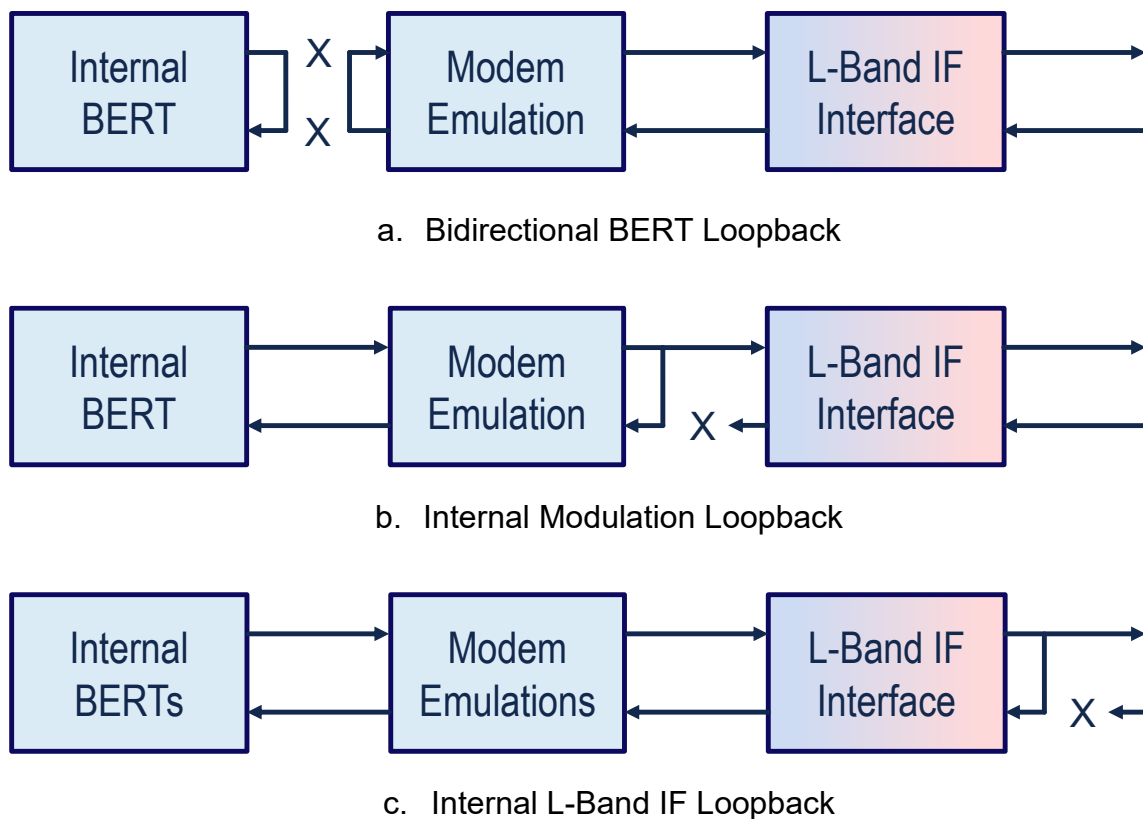 Internal
BERT
X
X
Modem
Emulation
L-Band IF
Interface
a. Bidirectional BERT Loopback
Internal
BERT
Modem
Emulation
X
L-Band IF
Interface
b. Internal Modulation Loopback
Internal
BERTs
Modem
Emulations
L-Band IF
Interface
X
c. Internal L-Band IF Loopback